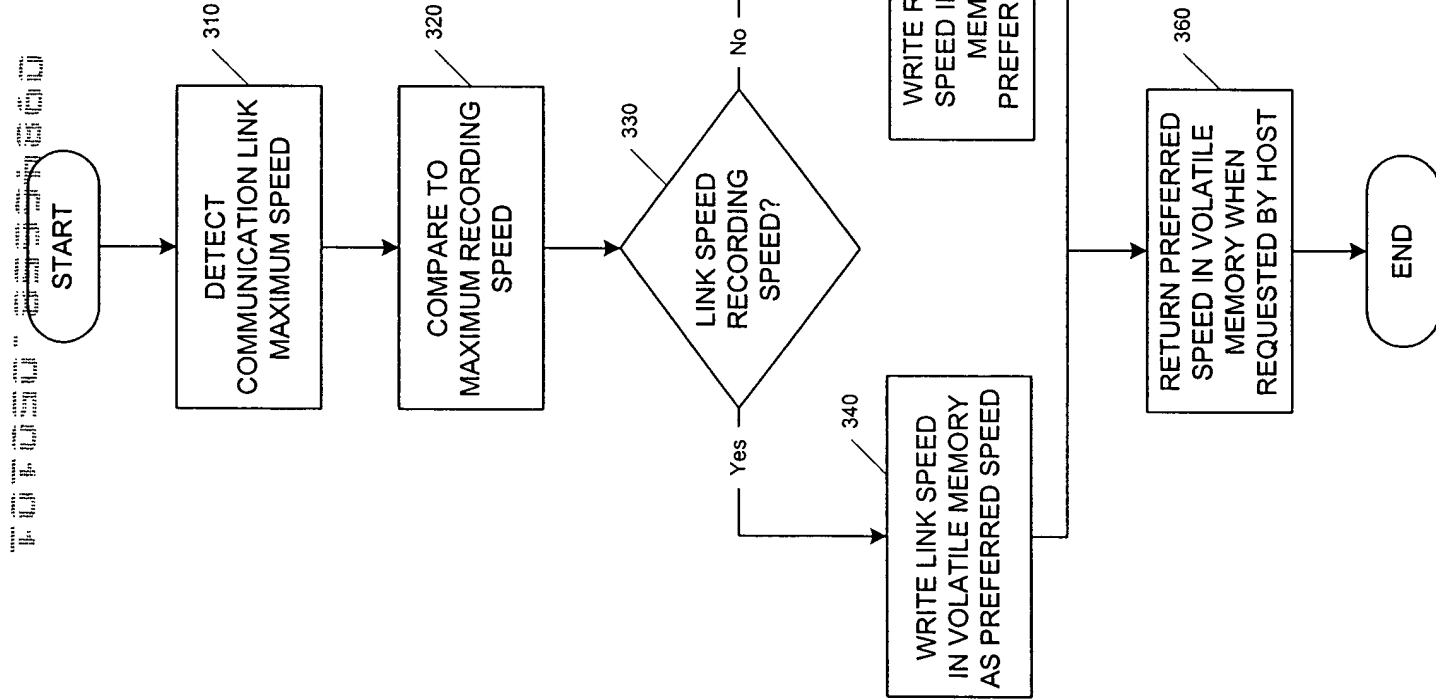 START
310
DETECT
COMMUNICATION LINK
MAXIMUM SPEED
320
COMPARE TO
MAXIMUM RECORDING
SPEED
330
LINK SPEED
RECORDING
SPEED?
Yes
No
340
WRITE LINK SPEED
IN VOLATILE MEMORY
AS PREFERRED SPEED
WRITE
SPEED
360
RETURN PREFERRED
SPEED IN VOLATILE
MEMORY WHEN
REQUESTED BY HOST
END